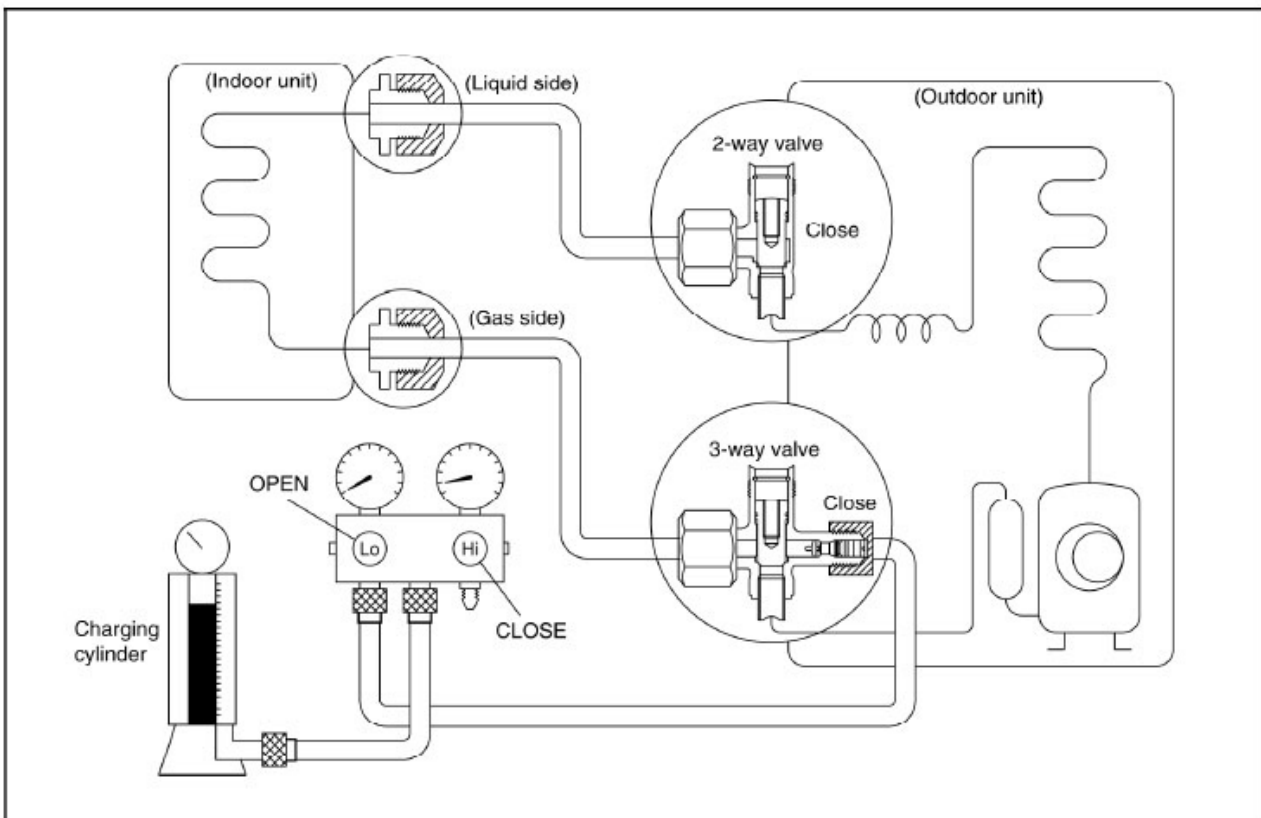 (Indoor unit)
(Liquid side)
(Outdoor unit)
2-way valve
Close
(Gas side)
3-way valve
Close
OPEN
Lo
Hi
CLOSE
Charging
cylinder